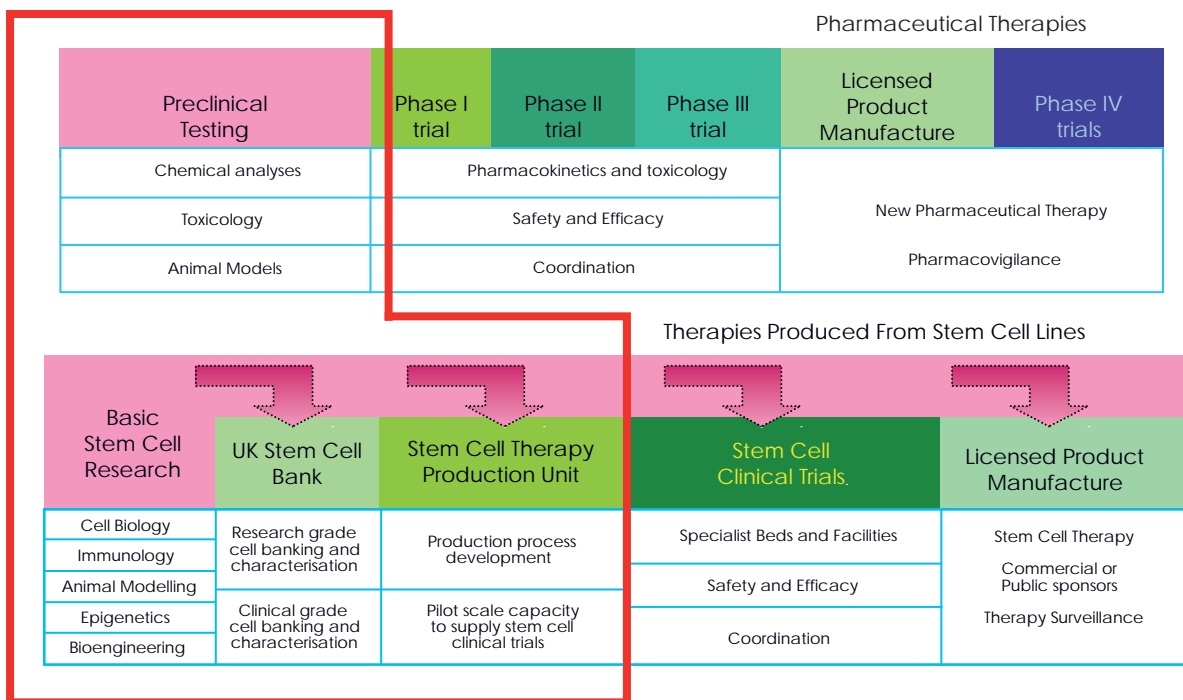 Pharmaceutical Therapies
Preclinical
Testing
Phase I
trial
Phase II
trial
Phase III
trial
Licensed
Product
Manufacture
Phase IV
trials
Chemical analyses
Toxicology
Animal Models
Pharmacokinetics and toxicology
Safety and Efficacy
Coordination
New Pharmaceutical Therapy
Pharmacovigilance
Therapies Produced From Stem Cell Lines
Basic
Stem Cell
Research
UK Stem Cell
Bank
Stem Cell Therapy
Production Unit
Stem Cell
Clinical Trials.
Licensed Product
Manufacture
Cell Biology
Immunology
Animal Modelling
Epigenetics
Bioengineering
Research grade
cell banking and
characterisation
Clinical grade
cell banking and
characterisation
Production process
development
Pilot scale capacity
to supply stem cell
clinical trials
Specialist Beds and Facilities
Safety and Efficacy
Coordination
Stem Cell Therapy
Commercial or
Public sponsors
Therapy Surveillance